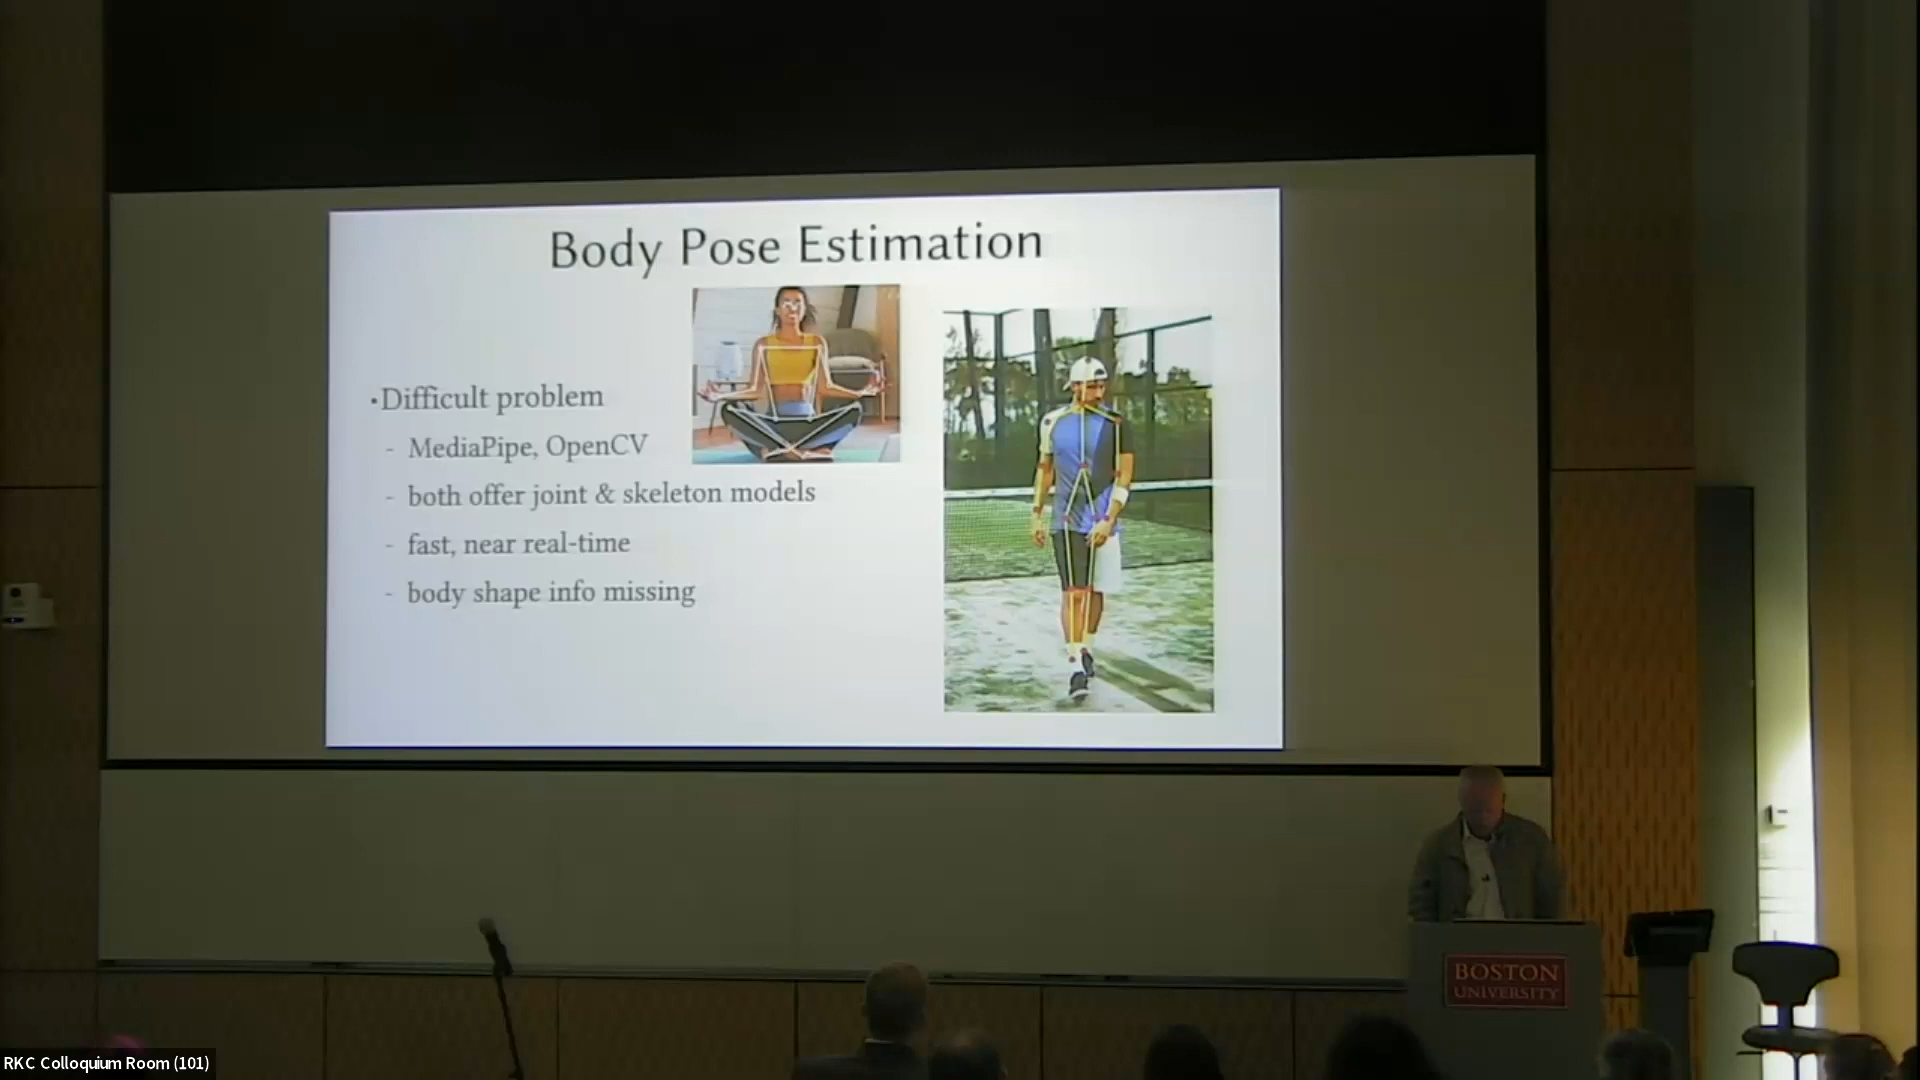 Body Pose Estimation
•Difficult problem
- MediaPipe, OpenCV
- both offer joint & skeleton models
- fast, near real-time
- body shape info missing
BOSTON
UNIVERSITY
RKC Colloquium Room (101)